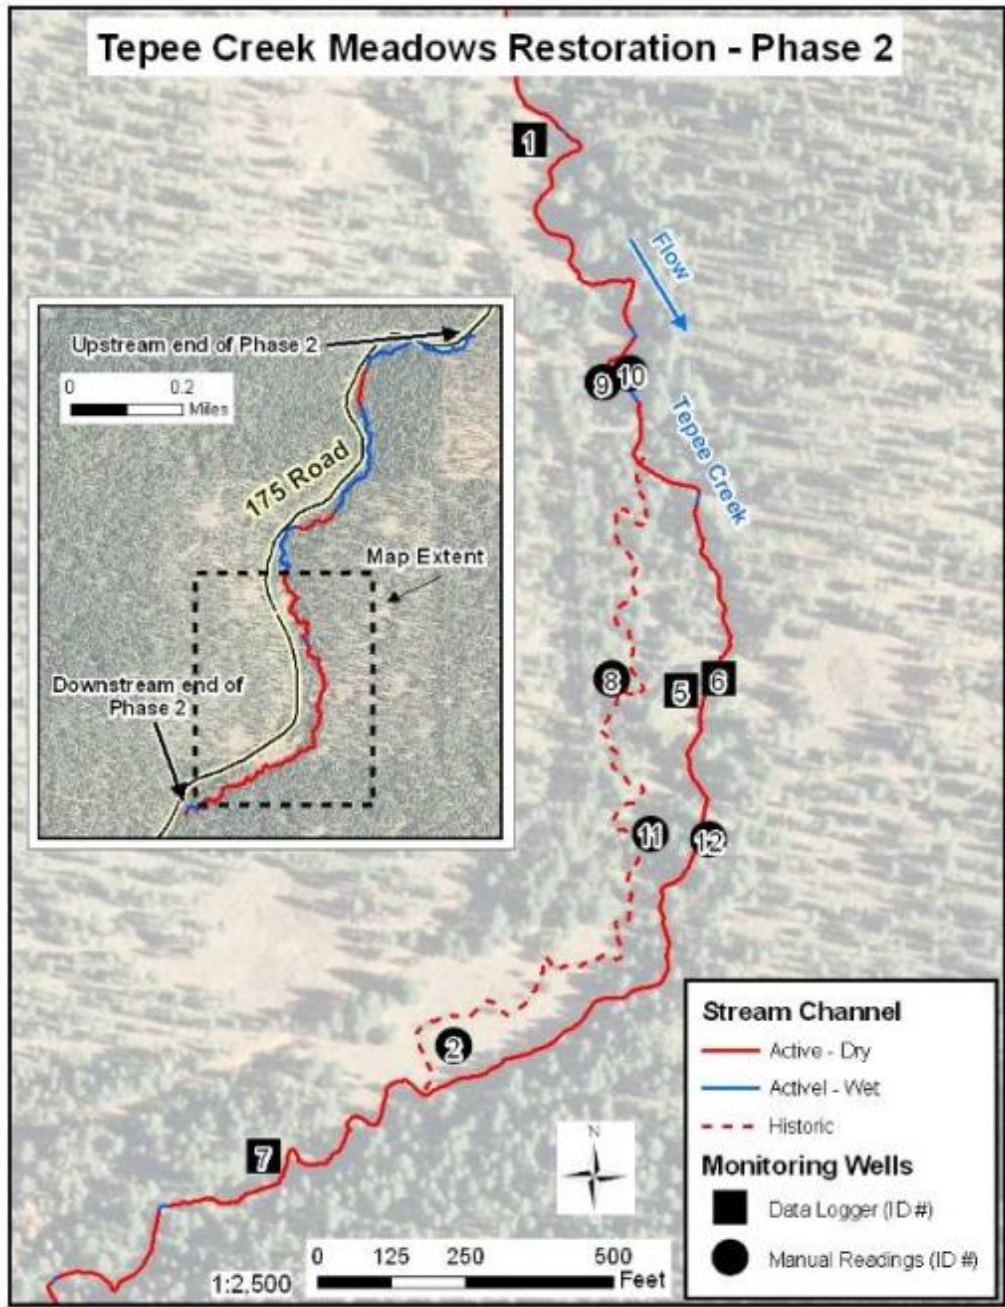 Tepee Creek Meadows Restoration - Phase 2
1
Flow
Upstream end of Phase 2
0 0.2
Miles
9
10
Tepee Creek
175 Road
Map Extent
8
5
6
Downstream end of
Phase 2
11
12
2
7
N
0 125 250 500
Feet
1:2.500
Stream Channel
Active - Dry
Activel - Wet
Historic
Monitoring Wells
Data Logger (ID #)
Manual Readings (ID #)